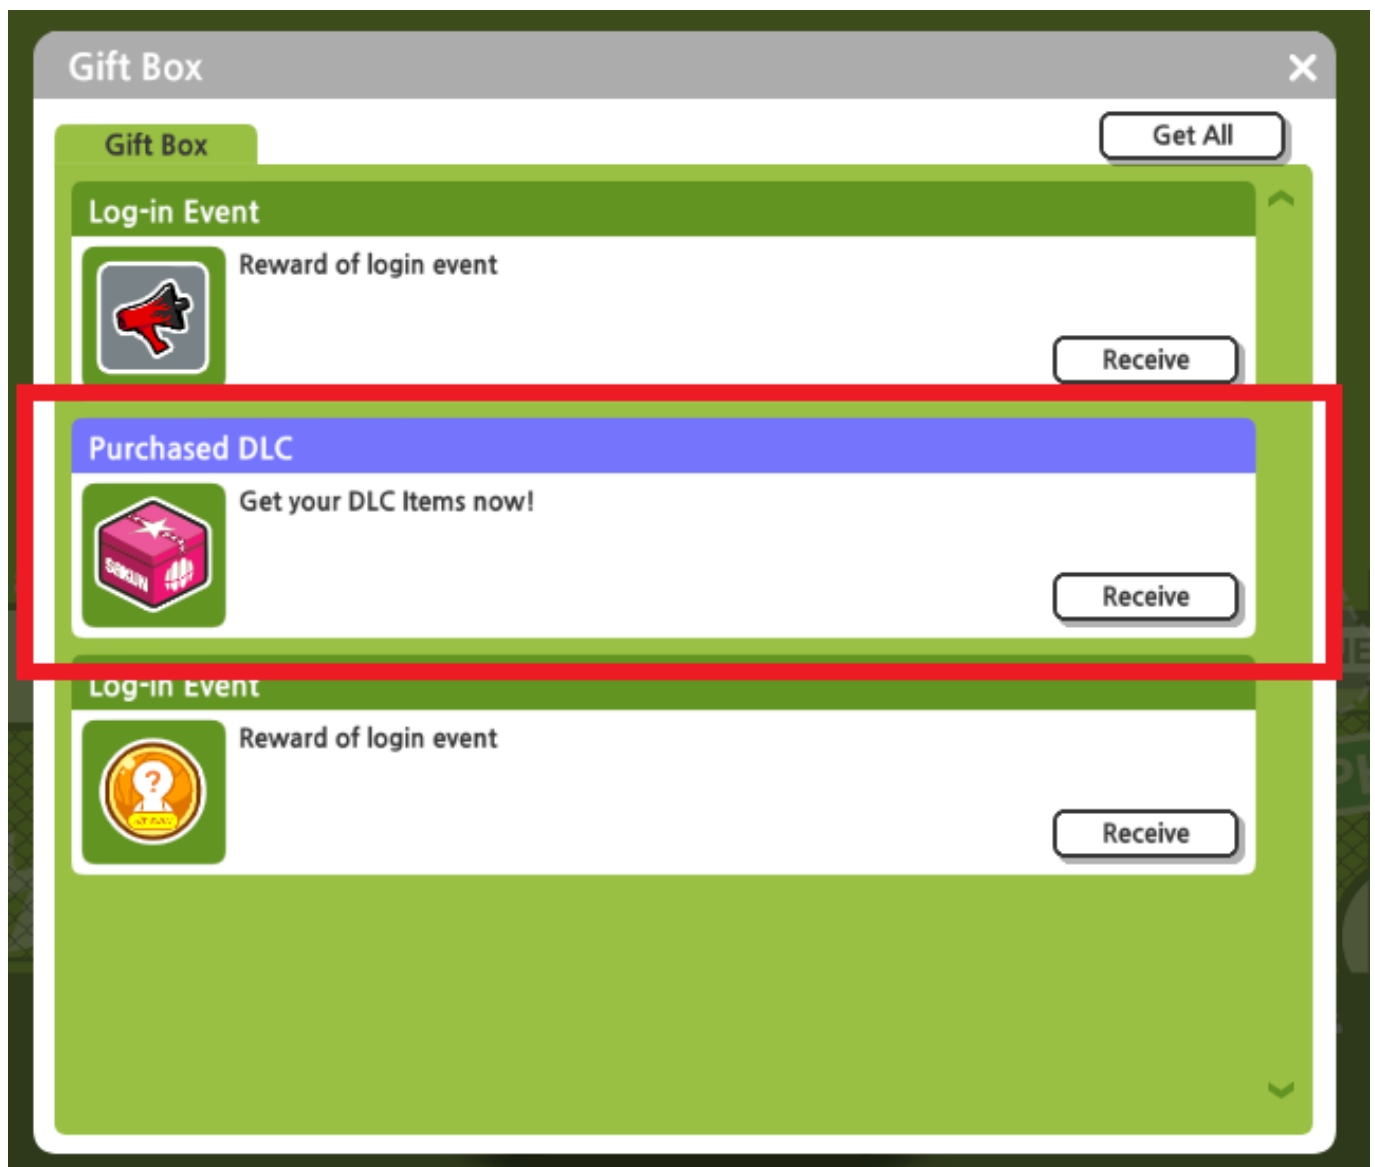 Gift Box
Gift Box
Get All
Log-in Event
Reward of login event
Receive
Purchased DLC
Get your DLC Items now!
SAKUN
Receive
Log-in Event
Reward of login event
?
Receive